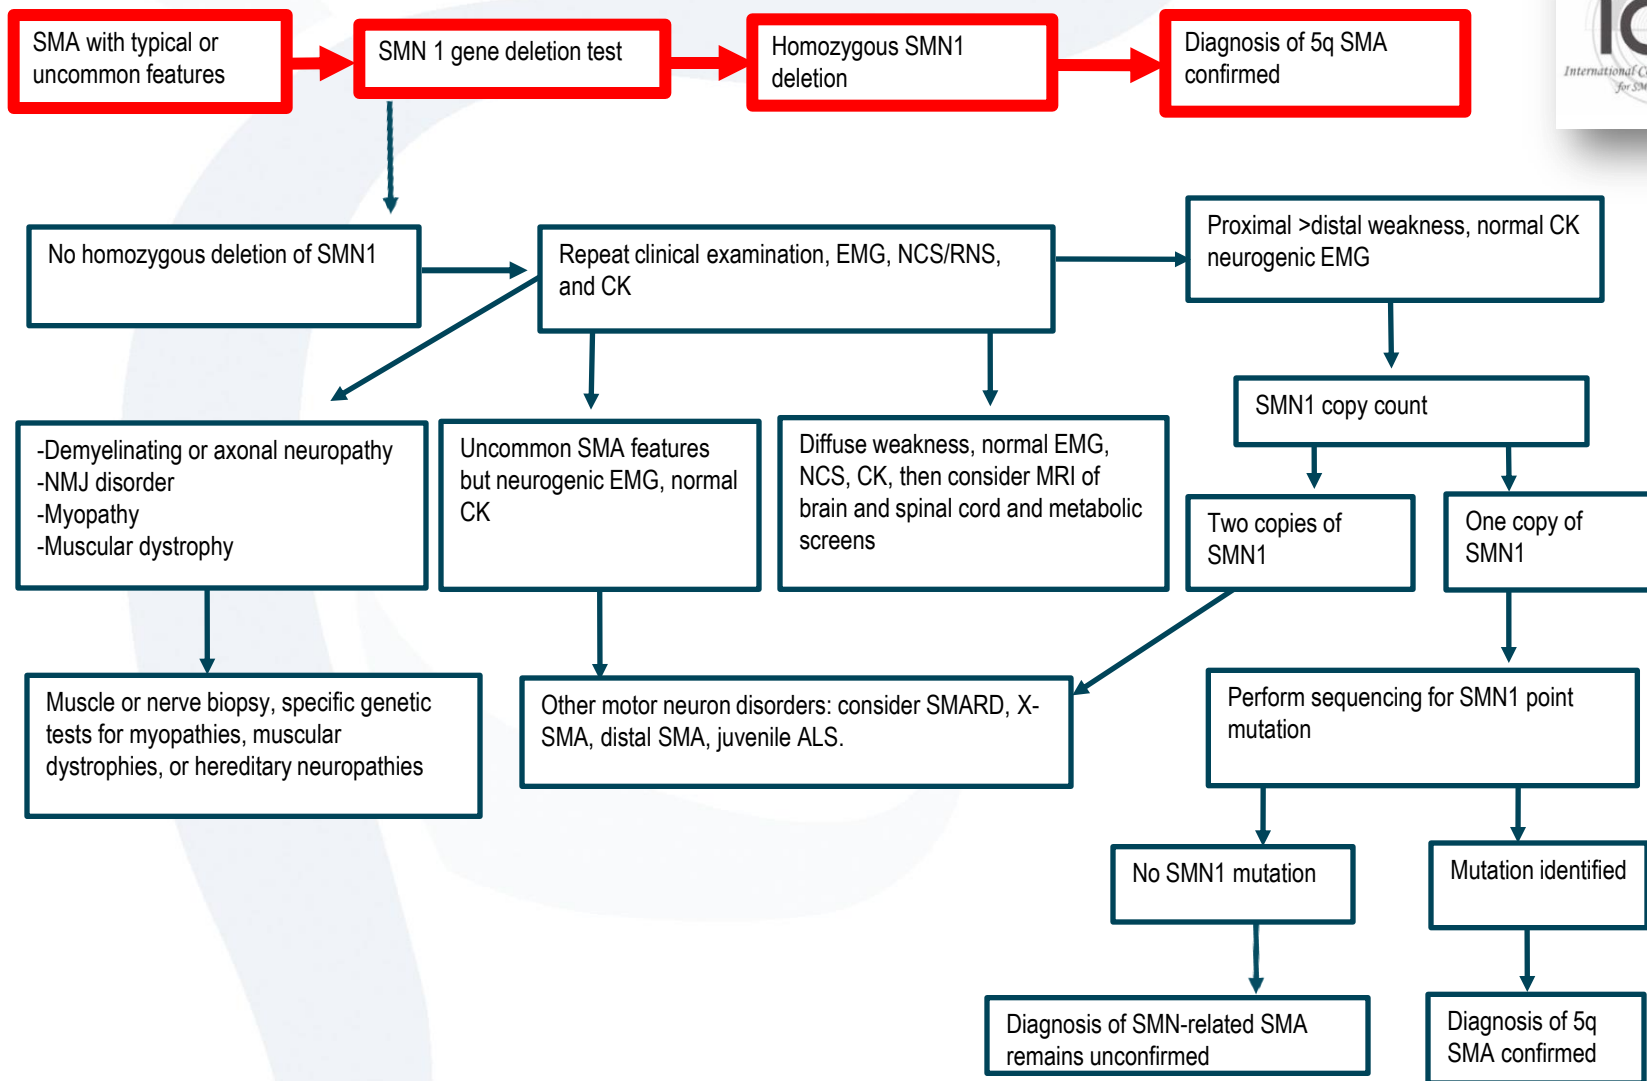 SMA with typical or
uncommon features
SMN 1 gene deletion test
Homozygous SMN1
deletion
Diagnosis of 5q SMA
confirmed
International
No homozygous deletion of SMN1
Repeat clinical examination, EMG, NCS/RNS,
and CK
Proximal >distal weakness, normal CK
neurogenic EMG
SMN1 copy count
-Demyelinating or axonal neuropathy
-NMJ disorder
-Myopathy
-Muscular dystrophy
Uncommon SMA features
but neurogenic EMG, normal
CK
Diffuse weakness, normal EMG,
NCS, CK, then consider MRI of
brain and spinal cord and metabolic
screens
Two copies of
SMN1
One copy of
SMN1
Muscle or nerve biopsy, specific genetic
tests for myopathies, muscular
dystrophies, or hereditary neuropathies
Other motor neuron disorders: consider SMARD, X-
SMA, distal SMA, juvenile ALS.
Perform sequencing for SMN1 point
mutation
No SMN1 mutation
Mutation identified
Diagnosis of SMN-related SMA
remains unconfirmed
Diagnosis of 5q
SMA confirmed